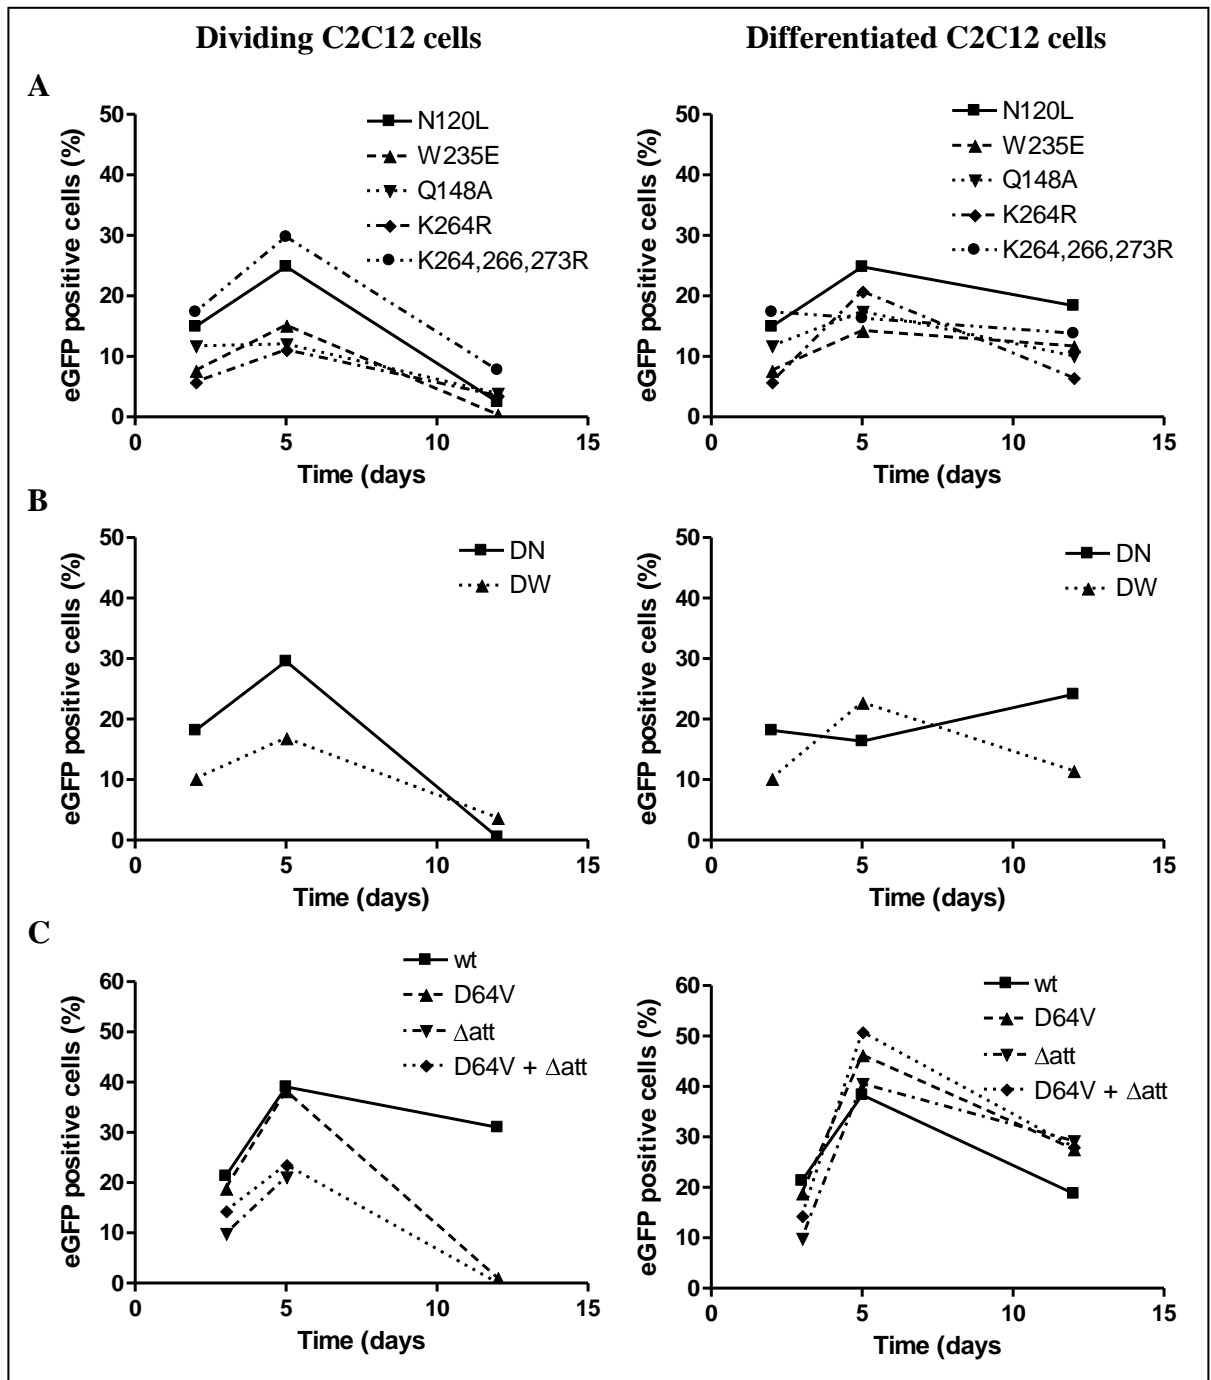 Dividing C2C12 cells
Differentiated C2C12 cells
A
eGFP positive cells (%)
50
40
30
20
10
0
0
5
10
15
Time (days
N120L
W235E
Q148A
K264R
K264,266,273R
eGFP positive cells (%)
50
40
30
20
10
0
0
5
10
15
Time (days
N120L
W235E
Q148A
K264R
K264,266,273R
B
eGFP positive cells (%)
50
40
30
20
10
0
0
5
10
15
Time (days)
DN
DW
eGFP positive cells (%)
50
40
30
20
10
0
0
5
10
15
Time (days)
DN
DW
C
eGFP positive cells (%)
60
50
40
30
20
10
0
0
5
10
15
Time (days
wt
D64V
Δatt
D64V + Δatt
eGFP positive cells (%)
60
50
40
30
20
10
0
0
5
10
15
Time (days
wt
D64V
Δatt
D64V + Δatt